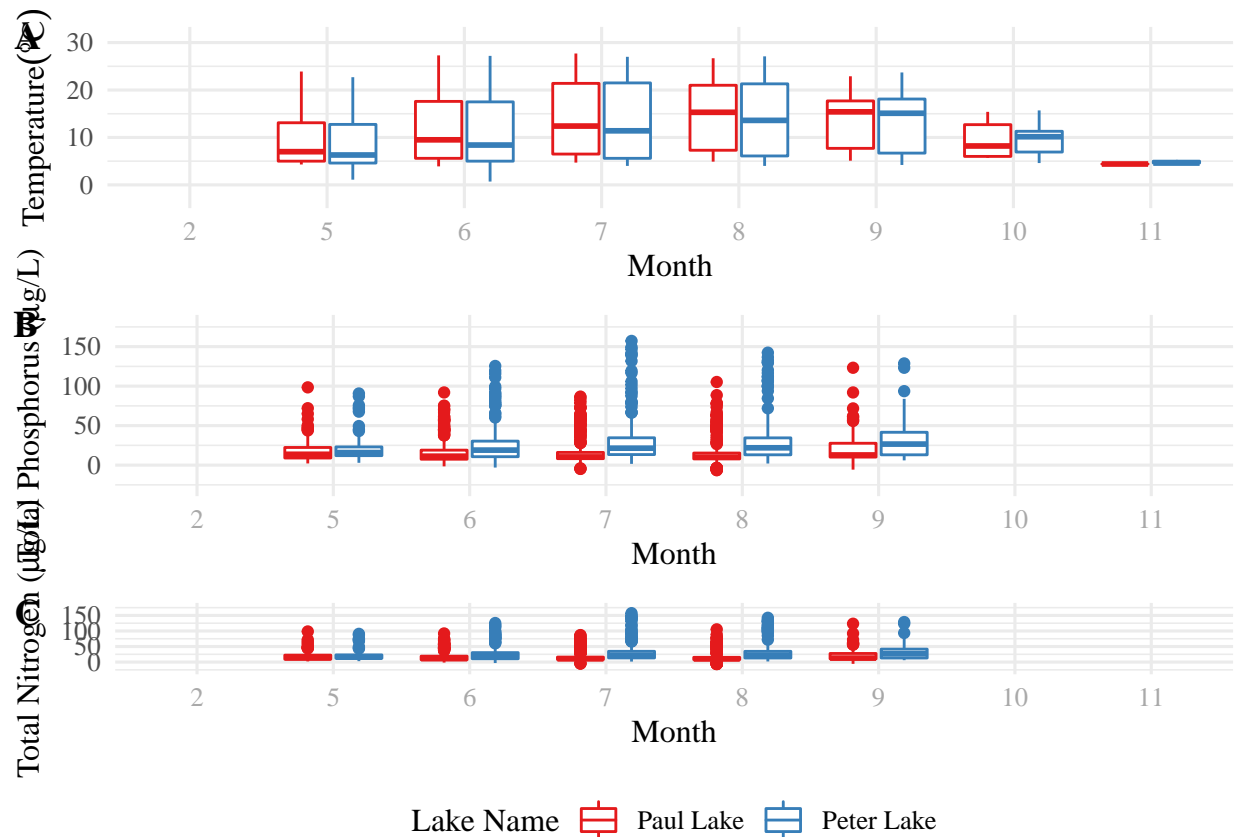 A
Temperature(°C)
30
20
10
0
2 5 6 7 8 9 10 11
Month
B
Total Phosphorus (µg/L)
150
100
50
0
2 5 6 7 8 9 10 11
Month
C
Total Nitrogen (µg/L)
150
100
50
0
2 5 6 7 8 9 10 11
Month
Lake Name Paul Lake Peter Lake